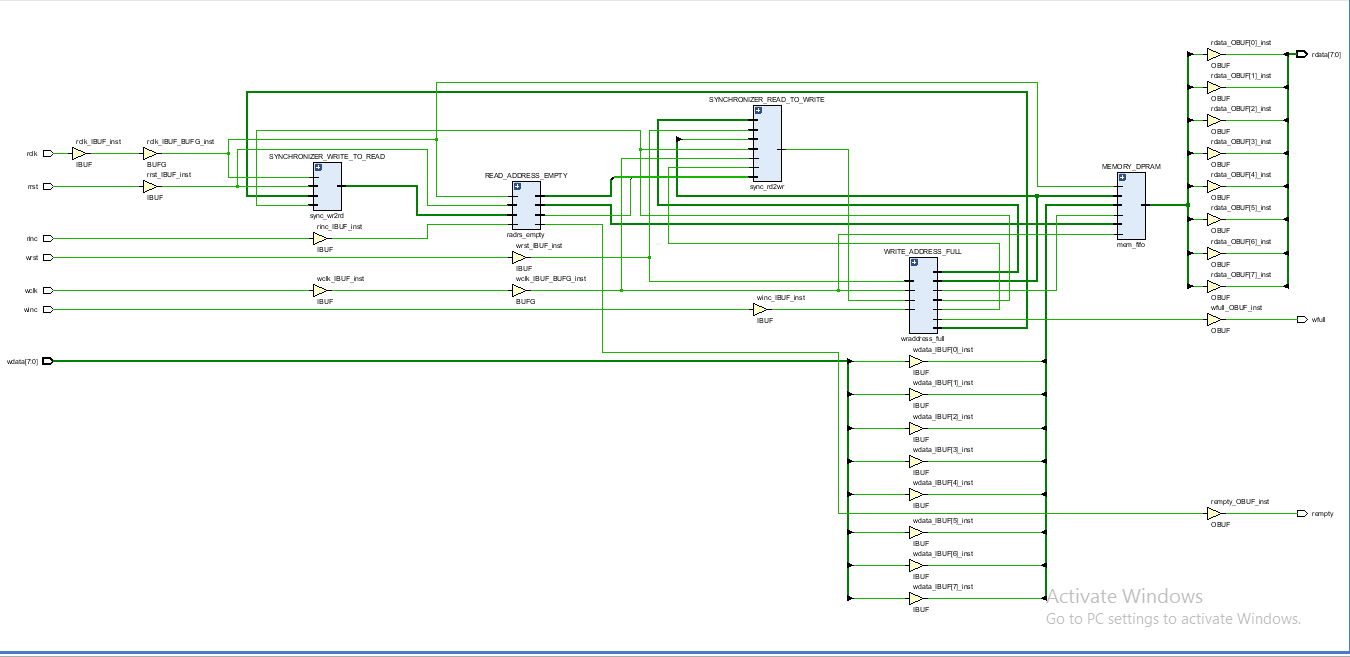 rdata_OBUF[0]_inst
rdata[7:0]
OBUF
rdata_OBUF[1]_inst
OBUF
rdata_OBUF[2]_inst
OBUF
rdata_OBUF[3]_inst
OBUF
rdata_OBUF[4]_inst
OBUF
rdata_OBUF[5]_inst
OBUF
rdata_OBUF[6]_inst
OBUF
rdata_OBUF[7]_inst
OBUF
SYNCHRONIZER_READ_TO_WRITE
sync_rd2wr
rclk
rclk_IBUF_inst
IBUF
rclk_IBUF_BUFG_inst
BUFG
SYNCHRONIZER_WRITE_TO_READ
sync_wr2rd
MEMORY_DPRAM
mem_fifo
READ_ADDRESS_EMPTY
radrs_empty
rrst
rrst_IBUF_inst
IBUF
rinc
rinc_IBUF_inst
IBUF
wrst
wrst_IBUF_inst
IBUF
WRITE_ADDRESS_FULL
wraddress_full
wclk
wclk_IBUF_inst
IBUF
wclk_IBUF_BUFG_inst
BUFG
winc
winc_IBUF_inst
IBUF
wfull_OBUF_inst
OBUF
wfull
wdata[7:0]
wdata_IBUF[0]_inst
IBUF
wdata_IBUF[1]_inst
IBUF
wdata_IBUF[2]_inst
IBUF
wdata_IBUF[3]_inst
IBUF
wdata_IBUF[4]_inst
IBUF
rempty_OBUF_inst
OBUF
rempty
wdata_IBUF[5]_inst
IBUF
wdata_IBUF[6]_inst
IBUF
wdata_IBUF[7]_inst
IBUF
Activate Windows
Go to PC settings to activate Windows.